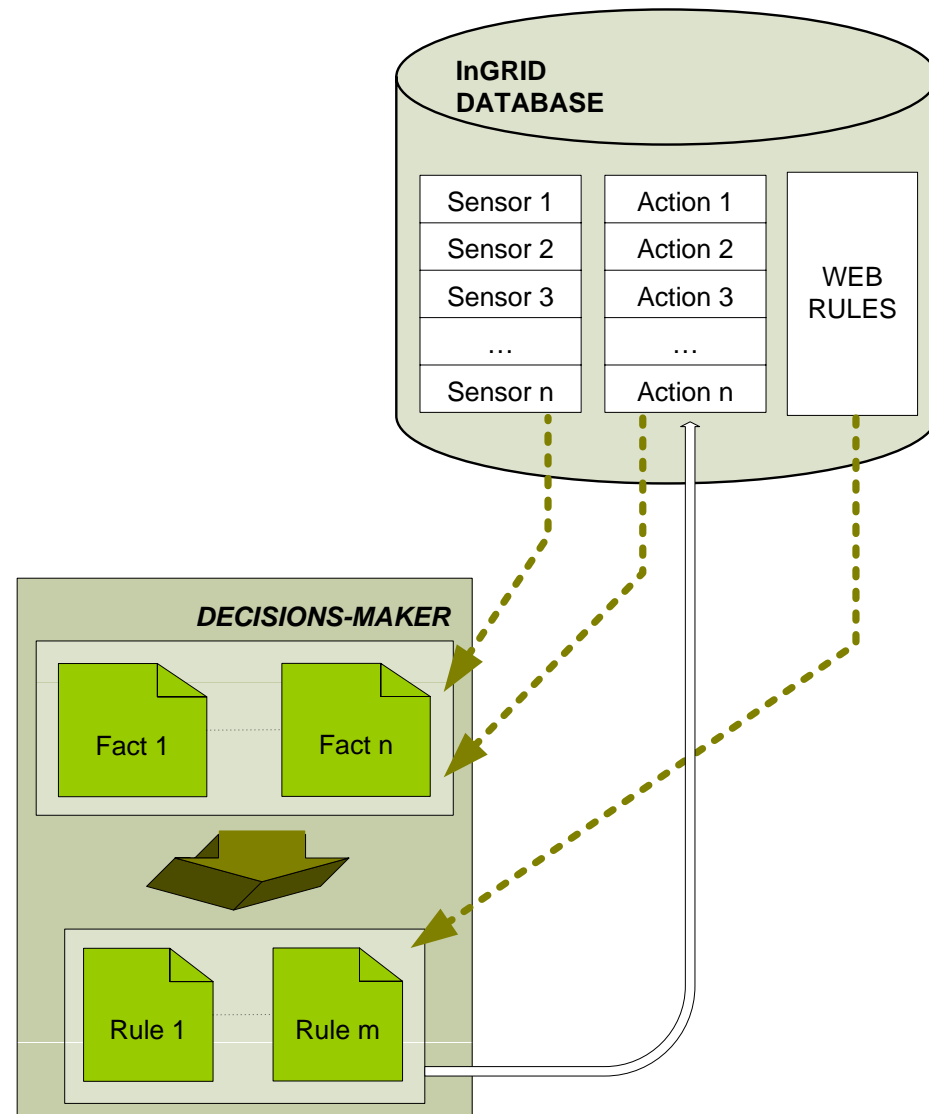 InGRID
DATABASE
Sensor 1
Sensor 2
Sensor 3
…
Sensor n
Action 1
Action 2
Action 3
…
Action n
WEB
RULES
DECISIONS-MAKER
Fact 1
Fact n
Rule 1
Rule m